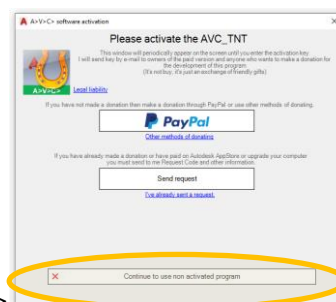 A>V>C> software activation
Please activate the AVC_TNT
This window will periodically appear on the screen until you enter the activation key
I will send key by e-mail to owners of the paid version and anyone who wants to make a donation for
the development of this program
(It's not buy, it's just an exchange of friendly gifts)
A>V>C>
Legal liability
If you have not made a donation then make a donation through PayPal or use other methods of donating.
PayPal
Other methods of donating
If you have already made a donation or have paid on Autodesk AppStore or upgrade your computer
you must send to me Request Code and other information.
Send request
I've already sent a request.
Continue to use non activated program